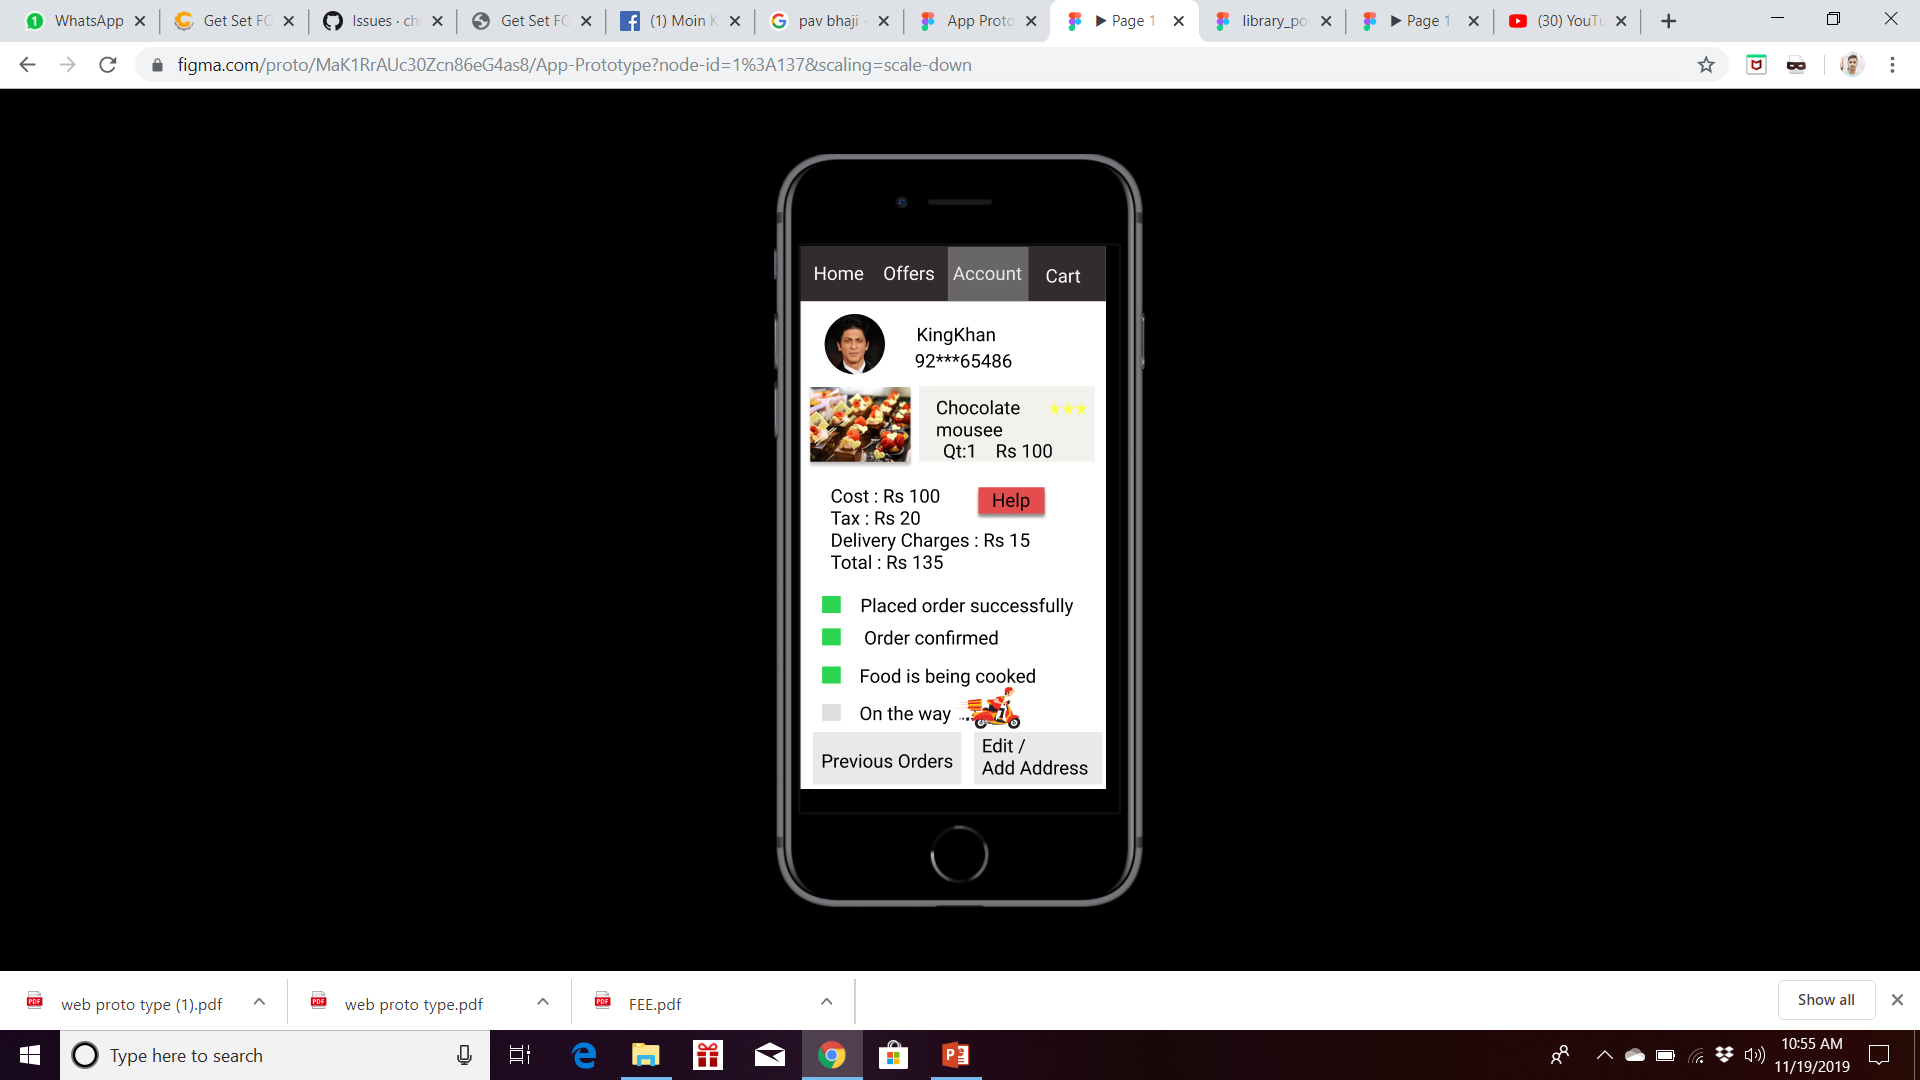 WhatsApp
Get Set FO
Issues · ch
Get Set FO
(1) Moin K
pav bhaji -
App Proto
▶ Page 1
library_po
▶ Page 1
(30) YouTu
figma.com/proto/MaK1RrAUc30Zcn86eG4as8/App-Prototype?node-id=1%3A137&scaling=scale-down
Home Offers Account Cart
KingKhan
92***65486
Chocolate ★★★
mousee
Qt:1 Rs 100
Cost : Rs 100
Help
Tax : Rs 20
Delivery Charges : Rs 15
Total : Rs 135
Placed order successfully
Order confirmed
Food is being cooked
On the way ...
Previous Orders
Edit /
Add Address
web proto type (1).pdf
web proto type.pdf
FEE.pdf
Show all
Type here to search
10:55 AM
11/19/2019